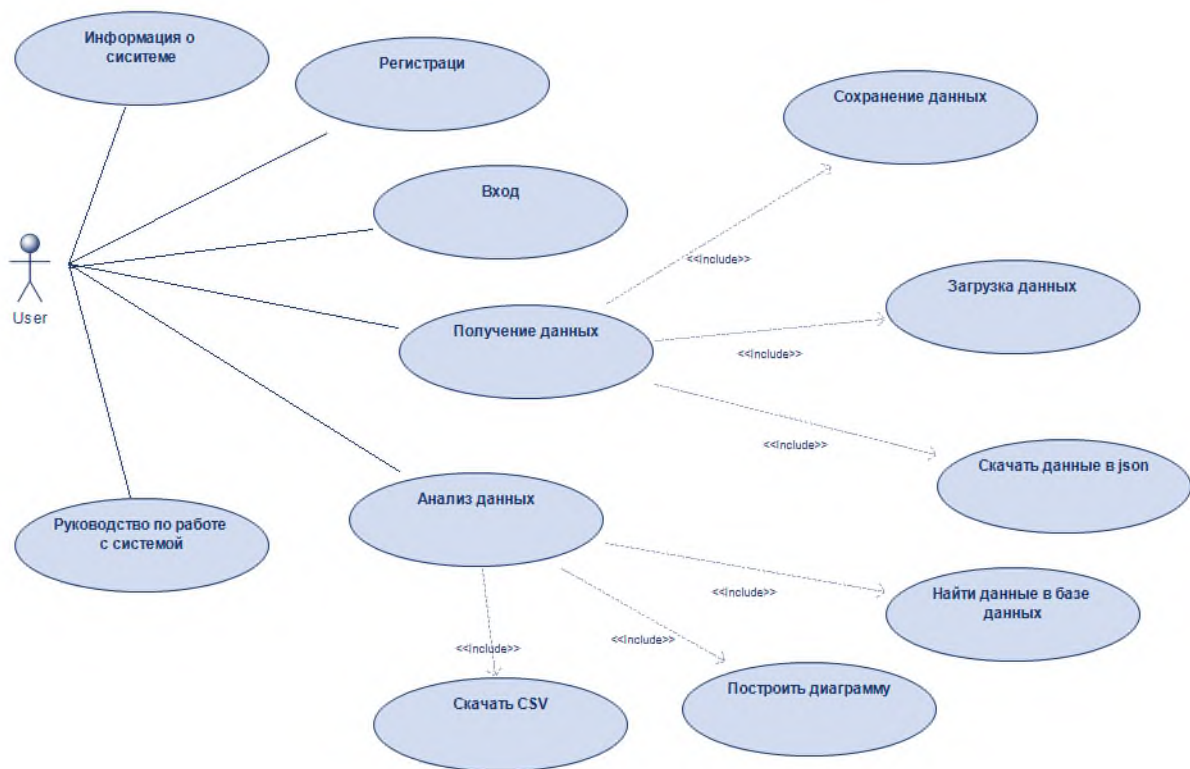 Информация о
сиситеме
Регистраци
Сохранение данных
Вход
<<Include>>
User
Загрузка данных
Получение данных
<<Include>>
<<Include>>
Скачать данные в json
Анализ данных
Руководство по работе
с системой
<<Include>>
Найти данные в базе
данных
<<Include>>
<<Include>>
Построить диаграмму
Скачать CSV